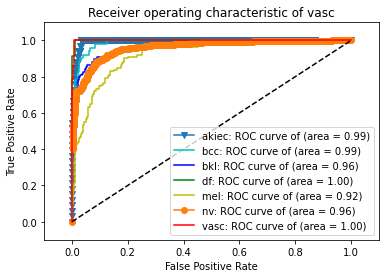 Receiver operating characteristic of vasc
True Positive Rate
1.0
0.8
0.6
0.4
0.2
0.0
akiec: ROC curve of (area = 0.99)
bcc: ROC curve of (area = 0.99)
bkl: ROC curve of (area = 0.96)
df: ROC curve of (area = 1.00)
mel: ROC curve of (area = 0.92)
nv: ROC curve of (area = 0.96)
vasc: ROC curve of (area = 1.00)
0.0 0.2 0.4 0.6 0.8 1.0
False Positive Rate